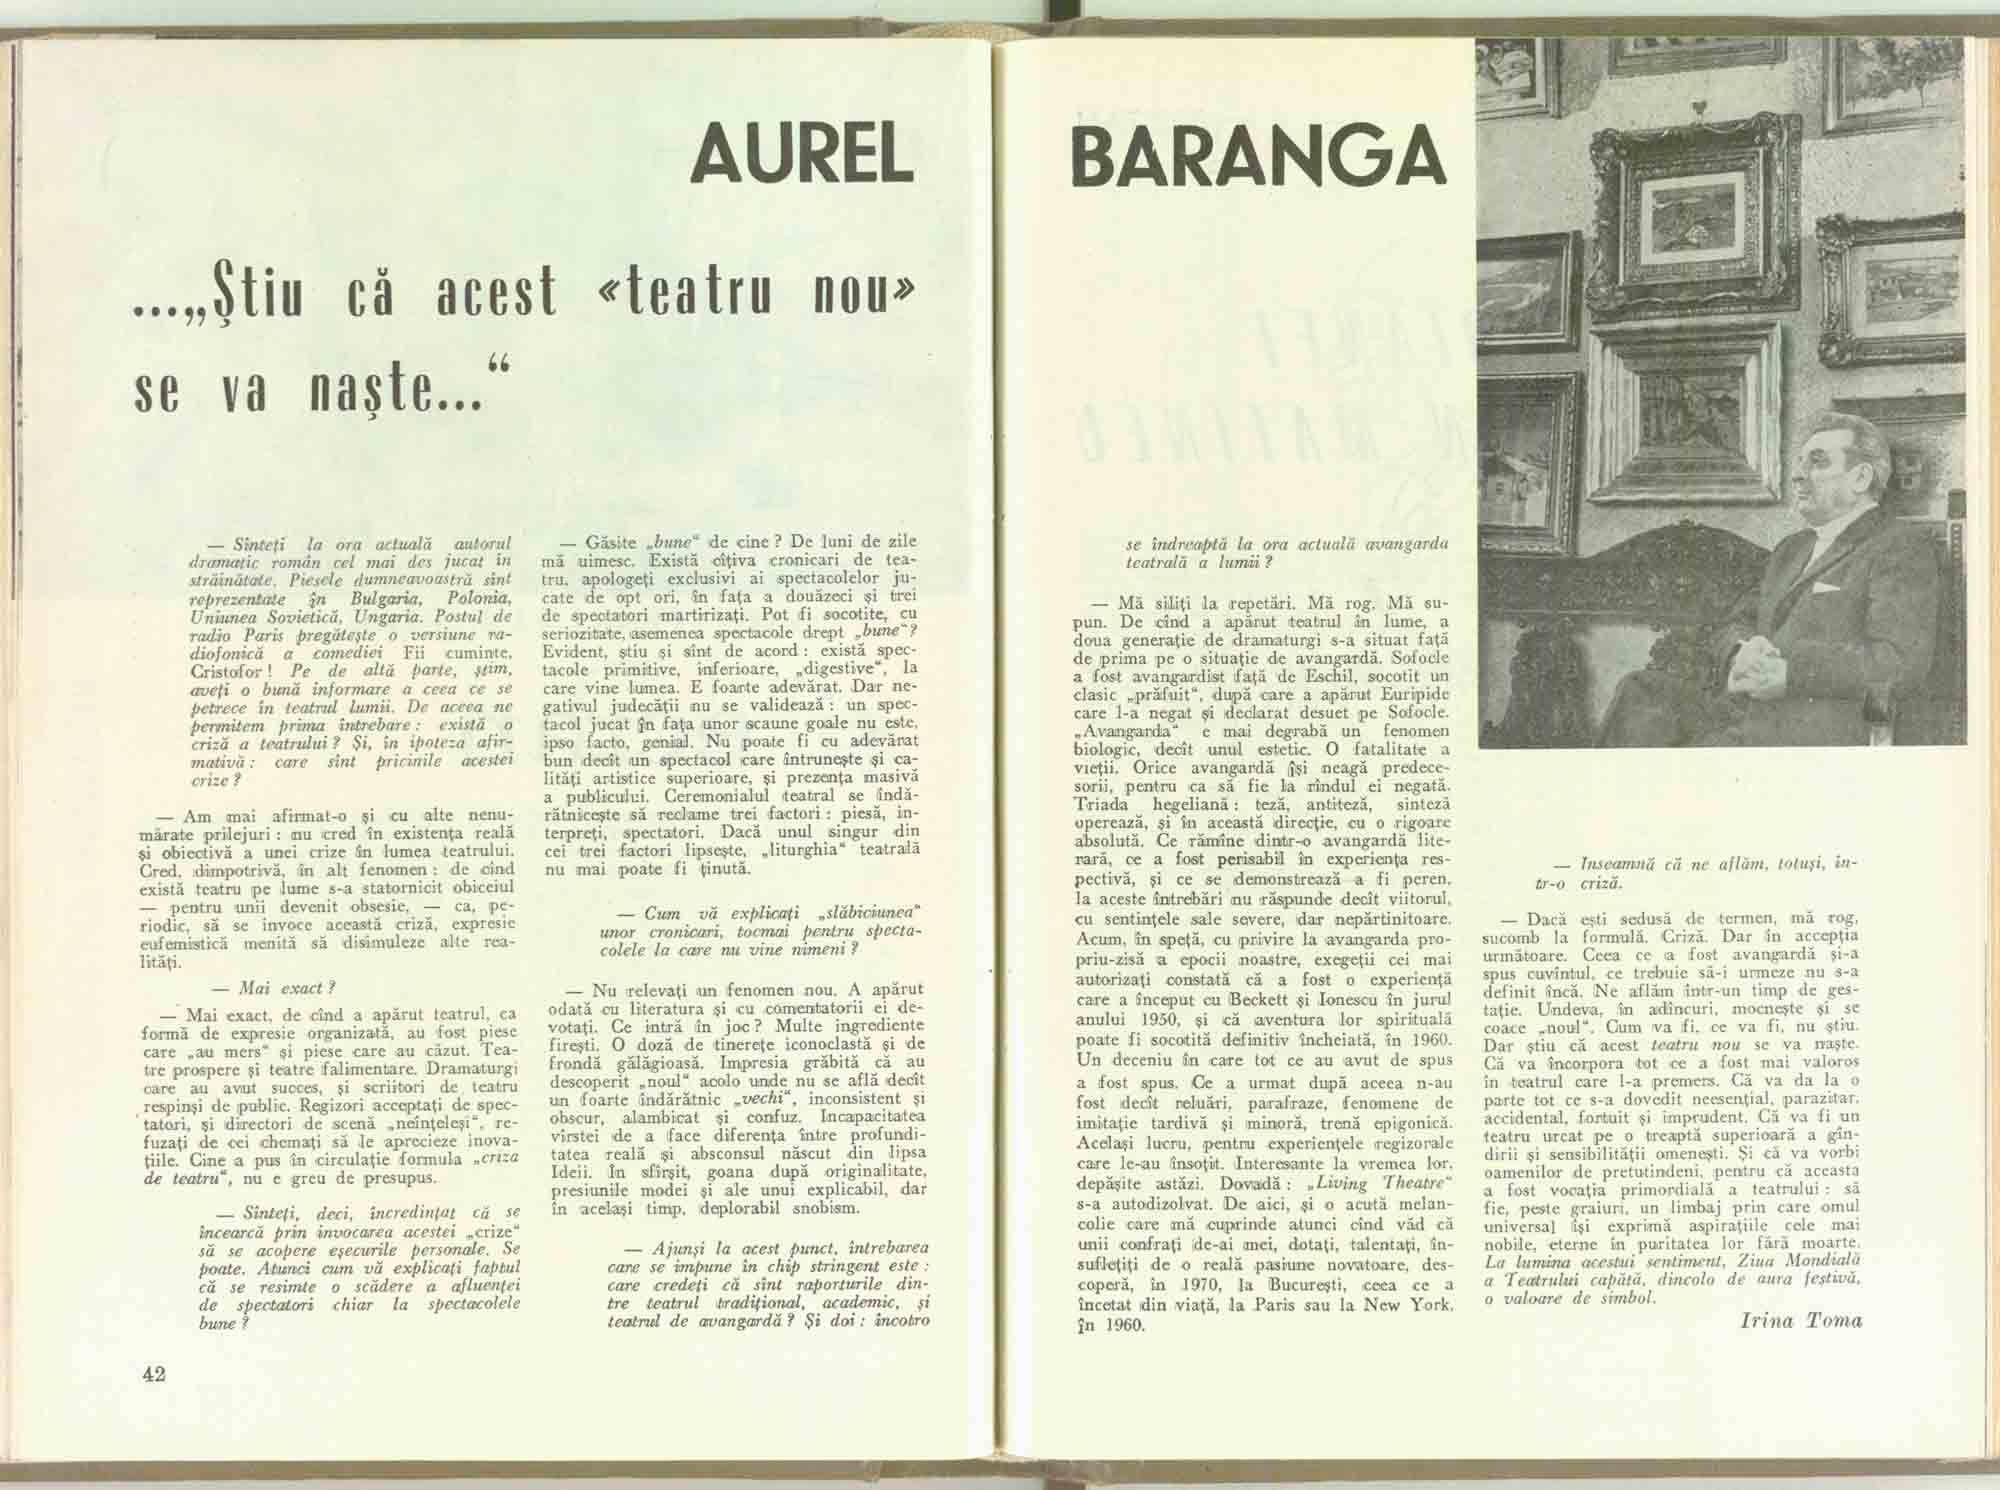 AUREL BARANGA
...„Ştiu că acest «teatru nou»
se va naşte...“
— Sînteţi la ora actuală autorul
dramatic român cel mai des jucat în
străinătate. Piesele dumneavoastră sînt
reprezentate în Bulgaria, Polonia,
Uniunea Sovietică, Ungaria. Postul de
radio Paris pregăteşte o versiune ra-
diofonică a comediei Fii cuminte,
Cristofor ! Pe de altă parte, ştim,
aveţi o bună informare a ceea ce se
petrece în teatrul lumii. De aceea ne
permitem prima întrebare : există o
criză a teatrului ? Şi, în ipoteza afir-
mativă : care sînt pricinile acestei
crize ?
— Am mai afirmat-o şi cu alte nenu-
mărate prilejuri : nu cred în existenţa reală
şi obiectivă a unei crize în lumea teatrului.
Cred, dimpotrivă, în alt fenomen : de cînd
există teatru pe lume s-a statornicit obiceiul
— pentru unii devenit obsesie, — ca, pe-
riodic, să se invoce această criză, expresie
eufemistică menită să disimuleze alte rea-
lităţi.
— Mai exact ?
— Mai exact, de cînd a apărut teatrul, ca
formă de expresie organizată, au fost piese
care „au mers“ şi piese care au căzut. Tea-
tre prospere şi teatre falimentare. Dramaturgi
care au avut succes, şi scriitori de teatru
respinşi de public. Regizori acceptaţi de spec-
tatori, şi directori de scenă „neînţeleşi“, re-
fuzaţi de cei chemaţi să le aprecieze inova-
ţiile. Cine a pus în circulaţie formula „criza
de teatru“, nu e greu de presupus.
— Sînteţi, deci, încredinţat că se
încearcă prin invocarea acestei „crize“
să se acopere eşecurile personale. Se
poate. Atunci cum vă explicaţi faptul
că se resimte o scădere a afluenţei
de spectatori chiar la spectacolele
bune ?
— Găsite „bune“ de cine ? De luni de zile
mă uimesc. Există cîţiva cronicari de tea-
tru, apologeţi exclusivi ai spectacolelor ju-
cate de opt ori, în faţa a douăzeci şi trei
de spectatori martirizaţi. Pot fi socotite, cu
seriozitate, asemenea spectacole drept „bune“ ?
Evident, ştiu şi sînt de acord : există spec-
tacole primitive, inferioare, „digestive“, la
care vine lumea. E foarte adevărat. Dar ne-
gativul judecăţii nu se validează : un spec-
tacol jucat în faţa unor scaune goale nu este,
ipso facto, genial. Nu poate fi cu adevărat
bun decît un spectacol care întruneşte şi ca-
lităţi artistice superioare, şi prezenţa masivă
a publicului. Ceremonialul teatral se îndă-
rătniceşte să reclame trei factori : piesă, in-
terpreţi, spectatori. Dacă unul singur din
cei trei factori lipseşte, „liturghia“ teatrală
nu mai poate fi ţinută.
— Cum vă explicaţi „slăbiciunea“
unor cronicari, tocmai pentru specta-
colele la care nu vine nimeni ?
— Nu relevaţi un fenomen nou. A apărut
odată cu literatura şi cu comentatorii ei de-
votaţi. Ce intră în joc ? Multe ingrediente
fireşti. O doză de tinereţe iconoclastă şi de
frondă gălăgioasă. Impresia grăbită că au
descoperit „noul“ acolo unde nu se află decît
un foarte îndărătnic „vechi“, inconsistent şi
obscur, alambicat şi confuz. Incapacitatea
vîrstei de a face diferenţa între profundi-
tatea reală şi absconsul născut din lipsa
Ideii. În sfîrşit, goana după originalitate,
presiunile modei şi ale unui explicabil, dar
în acelaşi timp, deplorabil snobism.
— Ajunşi la acest punct, întrebarea
care se impune în chip stringent este :
care credeţi că sînt raporturile din-
tre teatrul tradiţional, academic, şi
teatrul de avangardă ? Şi doi : încotro
42
se îndreaptă la ora actuală avangarda
teatrală a lumii ?
— Mă siliţi la repetări. Mă rog. Mă su-
pun. De cînd a apărut teatrul în lume, a
doua generaţie de dramaturgi s-a situat faţă
de prima pe o situaţie de avangardă. Sofocle
a fost avangardist faţă de Eschil, socotit un
clasic „prăfuit“, după care a apărut Euripide
care l-a negat şi declarat desuet pe Sofocle.
„Avangarda“ e mai degrabă un fenomen
biologic, decît unul estetic. O fatalitate a
vieţii. Orice avangardă îşi neagă predece-
sorii, pentru ca să fie la rîndul ei negată.
Triada hegeliană : teză, antiteză, sinteză
operează, şi în această direcţie, cu o rigoare
absolută. Ce rămîne dintr-o avangardă lite-
rară, ce a fost perisabil în experienţa res-
pectivă, şi ce se demonstrează a fi peren,
la aceste întrebări nu răspunde decît viitorul,
cu sentinţele sale severe, dar nepărtinitoare.
Acum, în speţă, cu privire la avangarda pro-
priu-zisă a epocii noastre, exegeţii cei mai
autorizaţi constată că a fost o experienţă
care a început cu Beckett şi Ionescu în jurul
anului 1950, şi că aventura lor spirituală
poate fi socotită definitiv încheiată, în 1960.
Un deceniu în care tot ce au avut de spus
a fost spus. Ce a urmat după aceea n-au
fost decît reluări, parafraze, fenomene de
imitaţie tardivă şi minoră, trenă epigonică.
Acelaşi lucru, pentru experienţele regizorale
care le-au însoţit. Interesante la vremea lor,
depăşite astăzi. Dovadă : „Living Theatre“
s-a autodizolvat. De aici, şi o acută melan-
colie care mă cuprinde atunci cînd văd că
unii confraţi de-ai mei, dotaţi, talentaţi, în-
sufleţiţi de o reală pasiune novatoare, des-
coperă, în 1970, la Bucureşti, ceea ce a
încetat din viaţă, la Paris sau la New York,
în 1960.
— Inseamnă că ne aflăm, totuşi, în-
tr-o criză.
— Dacă eşti sedusă de termen, mă rog,
sucomb la formulă. Criză. Dar în accepţia
următoare. Ceea ce a fost avangardă şi-a
spus cuvîntul, ce trebuie să-i urmeze nu s-a
definit încă. Ne aflăm într-un timp de ges-
taţie. Undeva, în adîncuri, mocneşte şi se
coace „noul“. Cum va fi, ce va fi, nu ştiu.
Dar ştiu că acest teatru nou se va naşte.
Că va încorpora tot ce a fost mai valoros
în teatrul care l-a premers. Că va da la o
parte tot ce s-a dovedit neesenţial, parazitar,
accidental, fortuit şi imprudent. Că va fi un
teatru urcat pe o treaptă superioară a gîn-
dirii şi sensibilităţii omeneşti. Şi că va vorbi
oamenilor de pretutindeni, pentru că aceasta
a fost vocaţia primordială a teatrului : să
fie, peste graiuri, un limbaj prin care omul
universal îşi exprimă aspiraţiile cele mai
nobile, eterne în puritatea lor fără moarte.
La lumina acestui sentiment, Ziua Mondială
a Teatrului capătă, dincolo de aura festivă,
o valoare de simbol.
Irina Toma